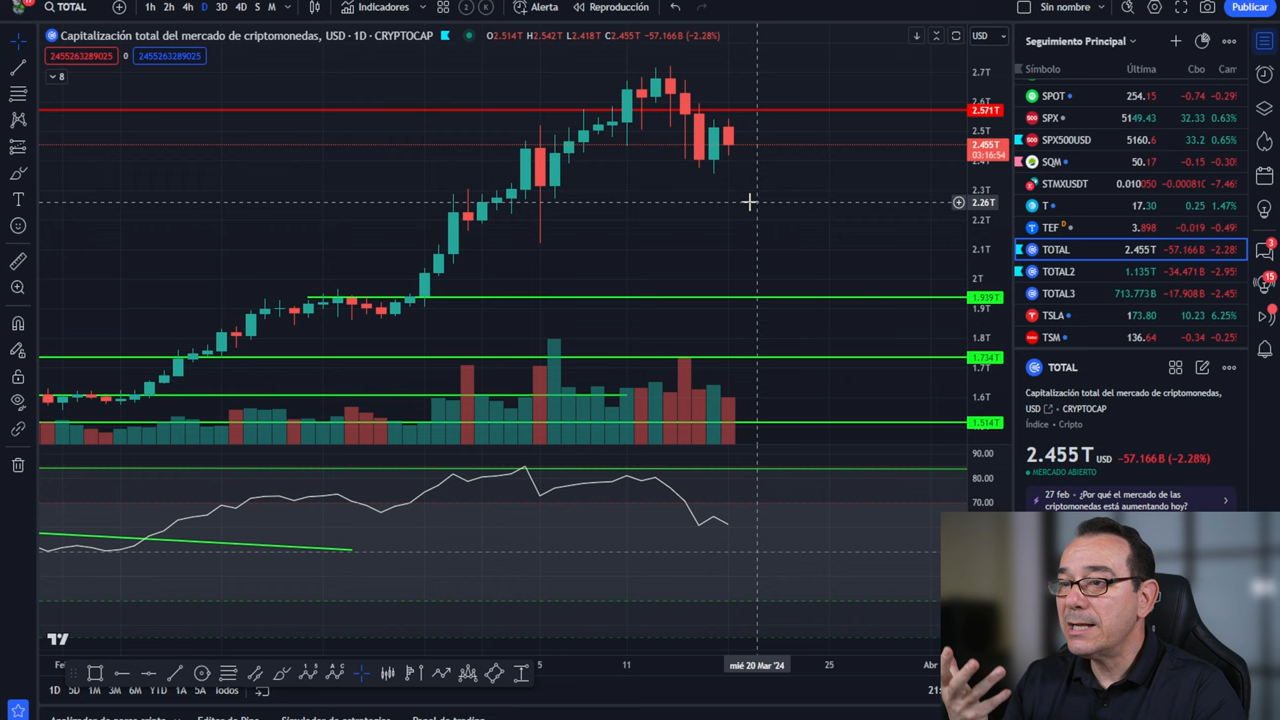 TOTAL 1h 2h 4h D 3D 4D S M Indicadores 2 K Alerta Reproducción Sin nombre Publicar
Capitalización total del mercado de criptomonedas, USD · 1D · CRYPTOCAP O2.514T H2.542T L2.418T C2.455T −57.166B (−2.28%)
2455263289025 0 2455263289025
8
USD
2.7T
2.6T
2.571T
2.5T
2.455T
03:16:54
2.4T
2.3T
2.26T
2.2T
2.1T
2T
1.939T
1.9T
1.8T
1.734T
1.7T
1.6T
1.514T
90.00
80.00
70.00
5 11 mié 20 Mar '24 25 Abr
1D 5D 1M 3M 6M YTD 1A 5A Todos
Seguimiento Principal
Símbolo Última Cbo
SPOT 254.15 −0.74
SPX 5149.43 32.33 0.63%
SPX500USD 5160.6 33.2 0.65%
SQM 50.17 −0.15
STMXUSDT 0.010050
T 17.30 0.25 1.47%
TEF D 3.898 −0.019
TOTAL 2.455T −57.166B
TOTAL2 1.135T −34.471B
TOTAL3 713.773B −17.908B
TSLA 173.80 10.23 6.25%
TSM 136.64 −0.34
3
15
TOTAL
Capitalización total del mercado de criptomonedas,
USD CRYPTOCAP
Índice • Cripto
2.455T USD −57.166B (−2.28%)
MERCADO ABIERTO
27 feb • ¿Por qué el mercado de las
criptomonedas está aumentando hoy?